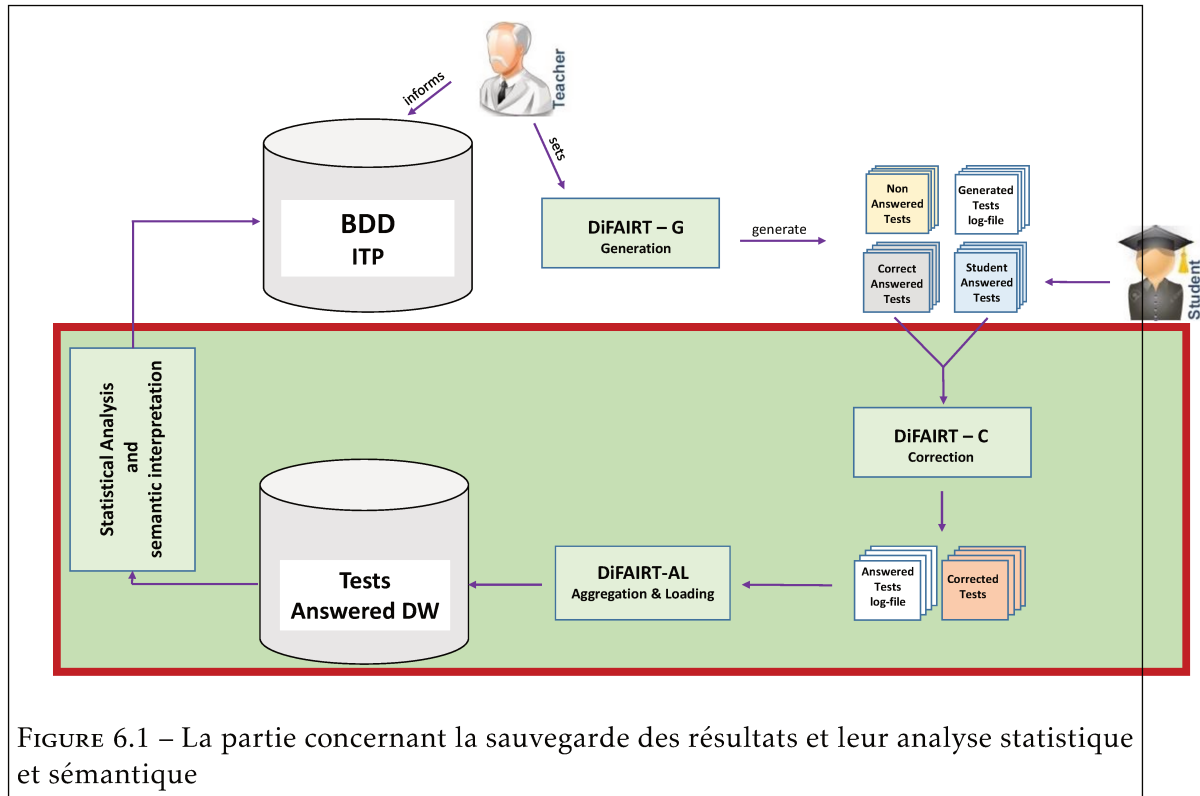 informs
Teacher
sets
BDD
ITP
DiFAIRT – G
Generation
generate
Non
Answered
Tests
Generated
Tests
log-file
Correct
Answered
Tests
Student
Answered
Tests
Student
Statistical Analysis
and
semantic interpretation
DiFAIRT – C
Correction
Tests
Answered DW
DiFAIRT-AL
Aggregation & Loading
Answered
Tests
log-file
Corrected
Tests
FIGURE 6.1 – La partie concernant la sauvegarde des résultats et leur analyse statistique
et sémantique